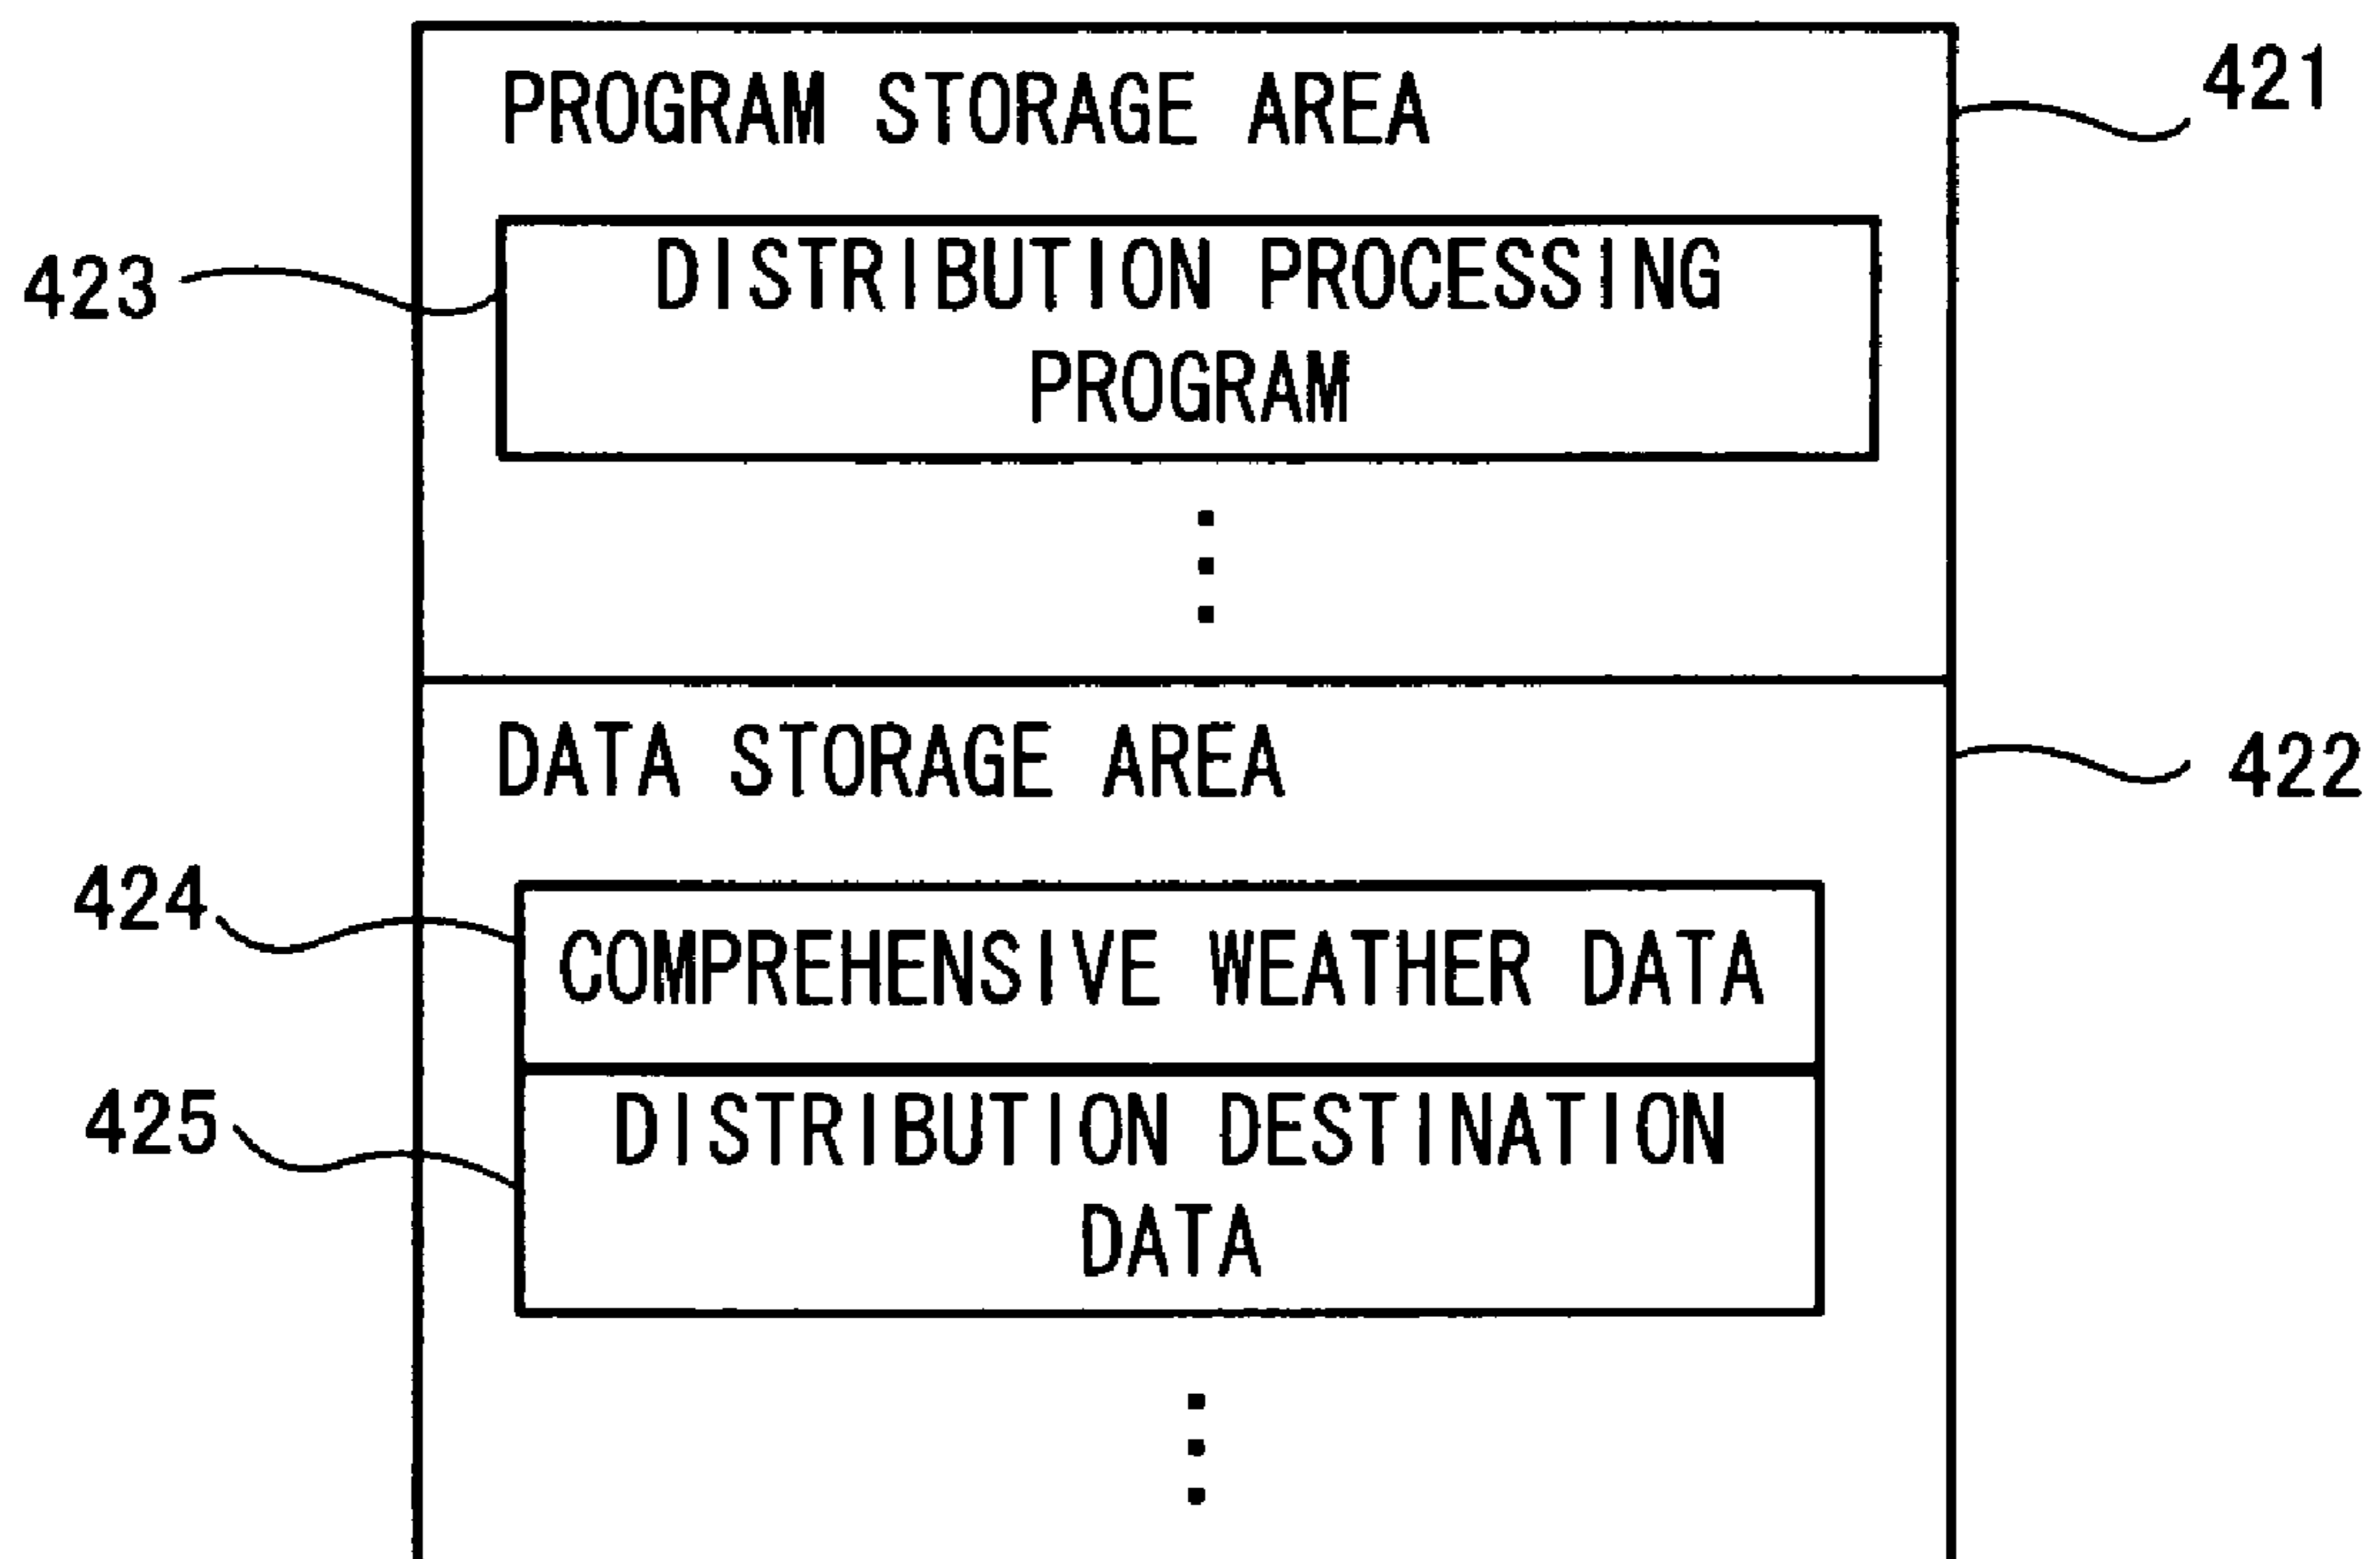 PROGRAM STORAGE AREA
421
423
DISTRIBUTION PROCESSING
PROGRAM
DATA STORAGE AREA
422
424
COMPREHENSIVE WEATHER DATA
425
DISTRIBUTION DESTINATION
DATA